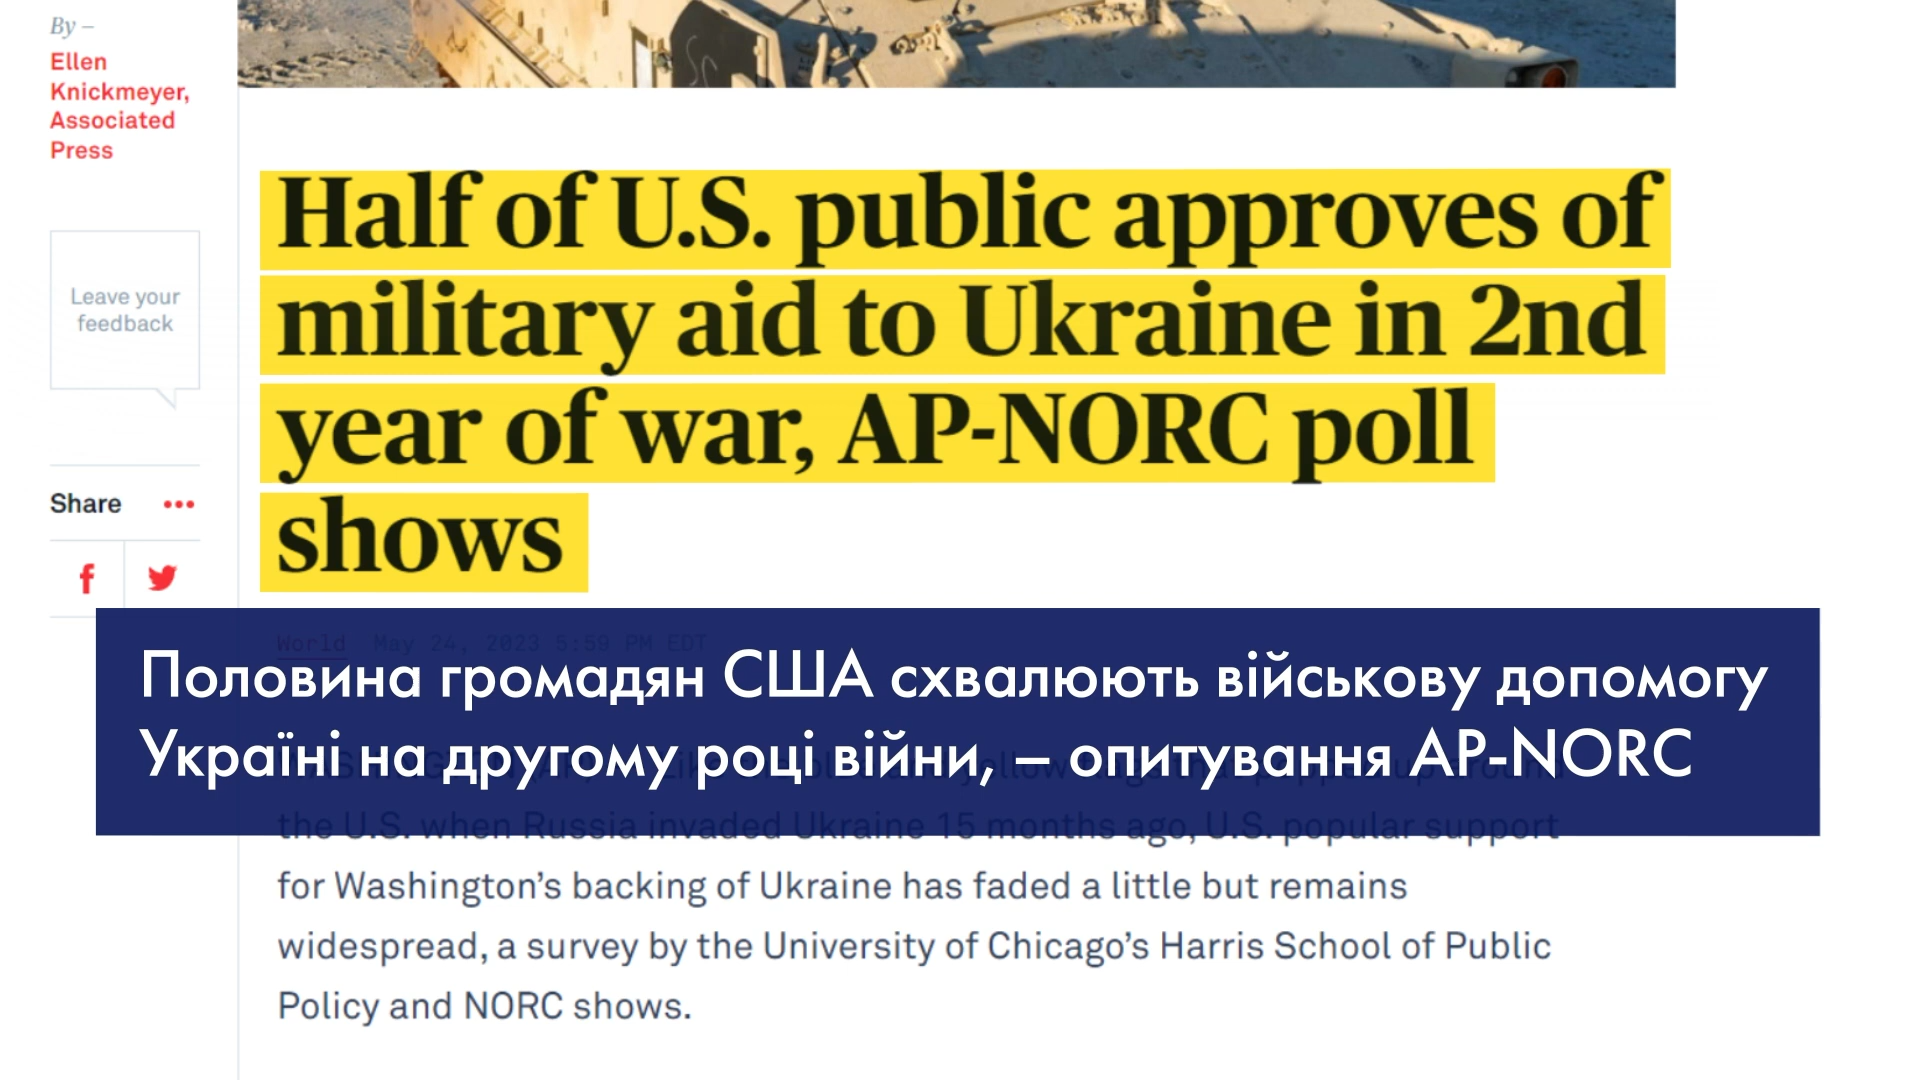 By –
Ellen
Knickmeyer,
Associated
Press
Leave your
feedback
Share
Half of U.S. public approves of
military aid to Ukraine in 2nd
year of war, AP-NORC poll
shows
World May 24, 2023 5:59 PM EDT
Половина громадян США схвалюють військову допомогу
Україні на другому році війни, – опитування AP-NORC
the U.S. when Russia invaded Ukraine 15 months ago, U.S. popular support
for Washington’s backing of Ukraine has faded a little but remains
widespread, a survey by the University of Chicago’s Harris School of Public
Policy and NORC shows.